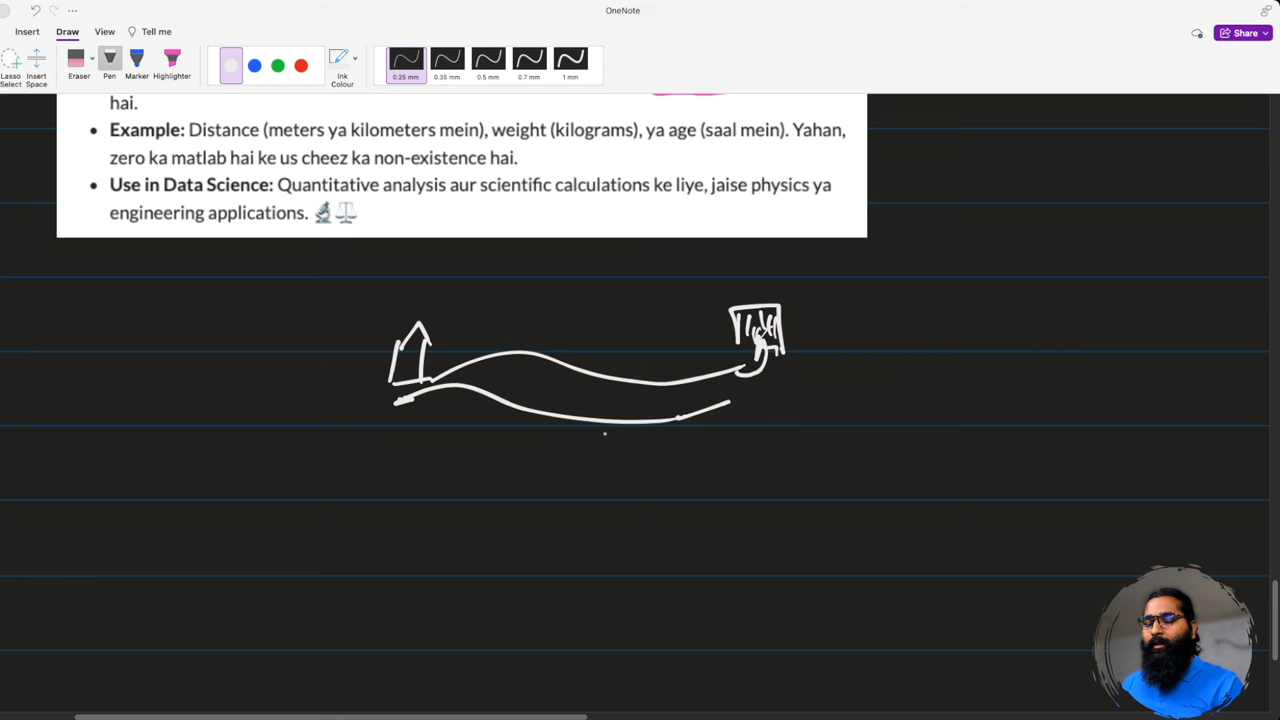 OneNote
Insert
Draw
View
Tell me
Share
Lasso
Select
Insert
Space
Eraser
Pen
Marker
Highlighter
Ink
Colour
0.25 mm
0.35 mm
0.5 mm
0.7 mm
1 mm
hai.
• Example: Distance (meters ya kilometers mein), weight (kilograms), ya age (saal mein). Yahan,
zero ka matlab hai ke us cheez ka non-existence hai.
• Use in Data Science: Quantitative analysis aur scientific calculations ke liye, jaise physics ya
engineering applications. 🔬⚖️